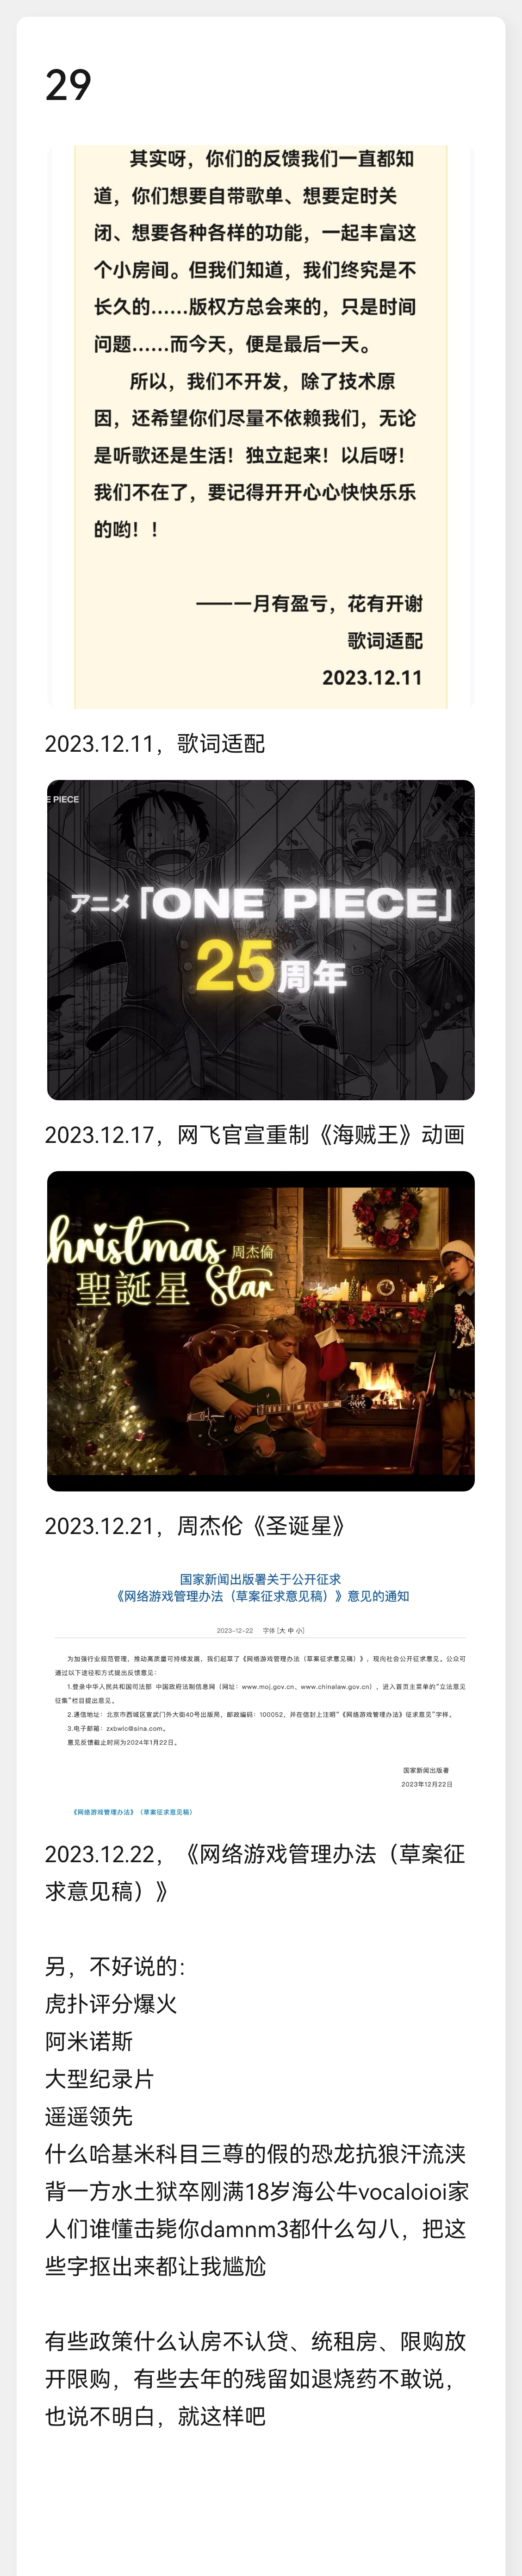 29
其实呀，你们的反馈我们一直都知
道，你们想要自带歌单、想要定时关
闭、想要各种各样的功能，一起丰富这
个小房间。但我们知道，我们终究是不
长久的……版权方总会来的，只是时间
问题……而今天，便是最后一天。
所以，我们不开发，除了技术原
因，还希望你们尽量不依赖我们，无论
是听歌还是生活！独立起来！以后呀！
我们不在了，要记得开开心心快快乐乐
的哟！！
——一月有盈亏，花有开谢
歌词适配
2023.12.11
2023.12.11，歌词适配
E PIECE
アニメ「ONE PIECE」
25周年
2023.12.17，网飞官宣重制《海贼王》动画
hristmas 周杰倫
聖誕星 Star
2023.12.21，周杰伦《圣诞星》
国家新闻出版署关于公开征求
《网络游戏管理办法（草案征求意见稿）》意见的通知
2023-12-22 字体 [大 中 小]
为加强行业规范管理，推动高质量可持续发展，我们起草了《网络游戏管理办法（草案征求意见稿）》，现向社会公开征求意见。公众可
通过以下途径和方式提出反馈意见：
1.登录中华人民共和国司法部 中国政府法制信息网（网址：www.moj.gov.cn、www.chinalaw.gov.cn），进入首页主菜单的“立法意见
征集”栏目提出意见。
2.通信地址：北京市西城区宣武门外大街40号出版局，邮政编码：100052，并在信封上注明“《网络游戏管理办法》征求意见”字样。
3.电子邮箱：zxbwlc@sina.com。
意见反馈截止时间为2024年1月22日。
国家新闻出版署
2023年12月22日
《网络游戏管理办法》（草案征求意见稿）
2023.12.22，《网络游戏管理办法（草案征
求意见稿）》
另，不好说的：
虎扑评分爆火
阿米诺斯
大型纪录片
遥遥领先
什么哈基米科目三尊的假的恐龙抗狼汗流浃
背一方水土狱卒刚满18岁海公牛vocaloioi家
人们谁懂击毙你damnm3都什么勾八，把这
些字抠出来都让我尴尬
有些政策什么认房不认贷、统租房、限购放
开限购，有些去年的残留如退烧药不敢说，
也说不明白，就这样吧